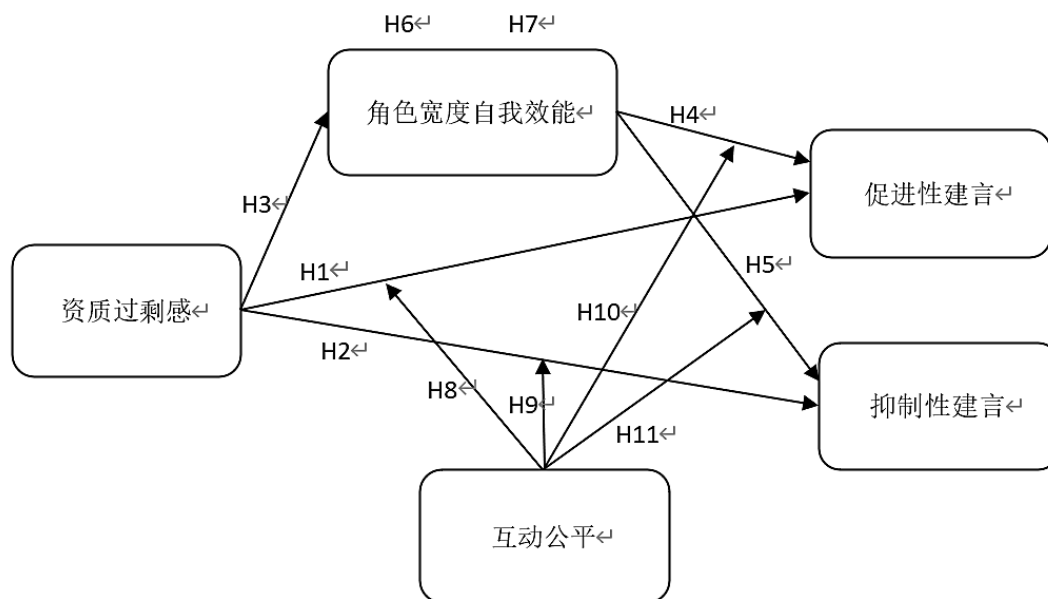 H6↵
H7↵
角色宽度自我效能↵
H4↵
促进性建言↵
H3↵
H1↵
H5↵
资质过剩感↵
H10↵
H2↵
H8↵
H9↵
H11↵
抑制性建言↵
互动公平↵